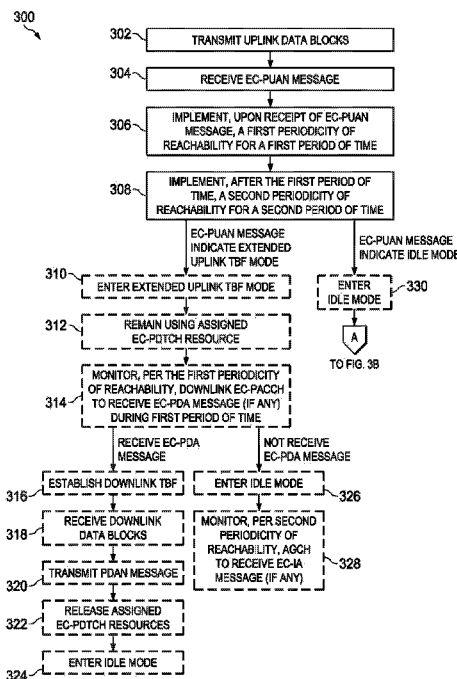 300
302
TRANSMIT UPLINK DATA BLOCKS
304
RECEIVE EC-PUAN MESSAGE
306
IMPLEMENT, UPON RECEIPT OF EC-PUAN
MESSAGE, A FIRST PERIODICITY OF
REACHABILITY FOR A FIRST PERIOD OF TIME
308
IMPLEMENT, AFTER THE FIRST PERIOD OF
TIME, A SECOND PERIODICITY OF
REACHABILITY FOR A SECOND PERIOD OF TIME
EC-PUAN MESSAGE
INDICATE EXTENDED
UPLINK TBF MODE
EC-PUAN MESSAGE
INDICATE IDLE MODE
310
ENTER EXTENDED UPLINK TBF MODE
330
ENTER
IDLE MODE
312
REMAIN USING ASSIGNED
EC-PDTCH RESOURCE
A
TO FIG. 3B
314
MONITOR, PER THE FIRST PERIODICITY
OF REACHABILITY, DOWNLINK EC-PACCH
TO RECEIVE EC-PDA MESSAGE (IF ANY)
DURING FIRST PERIOD OF TIME
RECEIVE EC-PDA
MESSAGE
NOT RECEIVE
EC-PDA MESSAGE
316
ESTABLISH DOWNLINK TBF
ENTER IDLE MODE
326
318
RECEIVE DOWNLINK
DATA BLOCKS
MONITOR, PER SECOND
PERIODICITY OF
REACHABILITY, AGCH
TO RECEIVE EC-IA
MESSAGE (IF ANY)
328
320
TRANSMIT PDAN MESSAGE
322
RELEASE ASSIGNED
EC-PDTCH RESOURCES
324
ENTER IDLE MODE